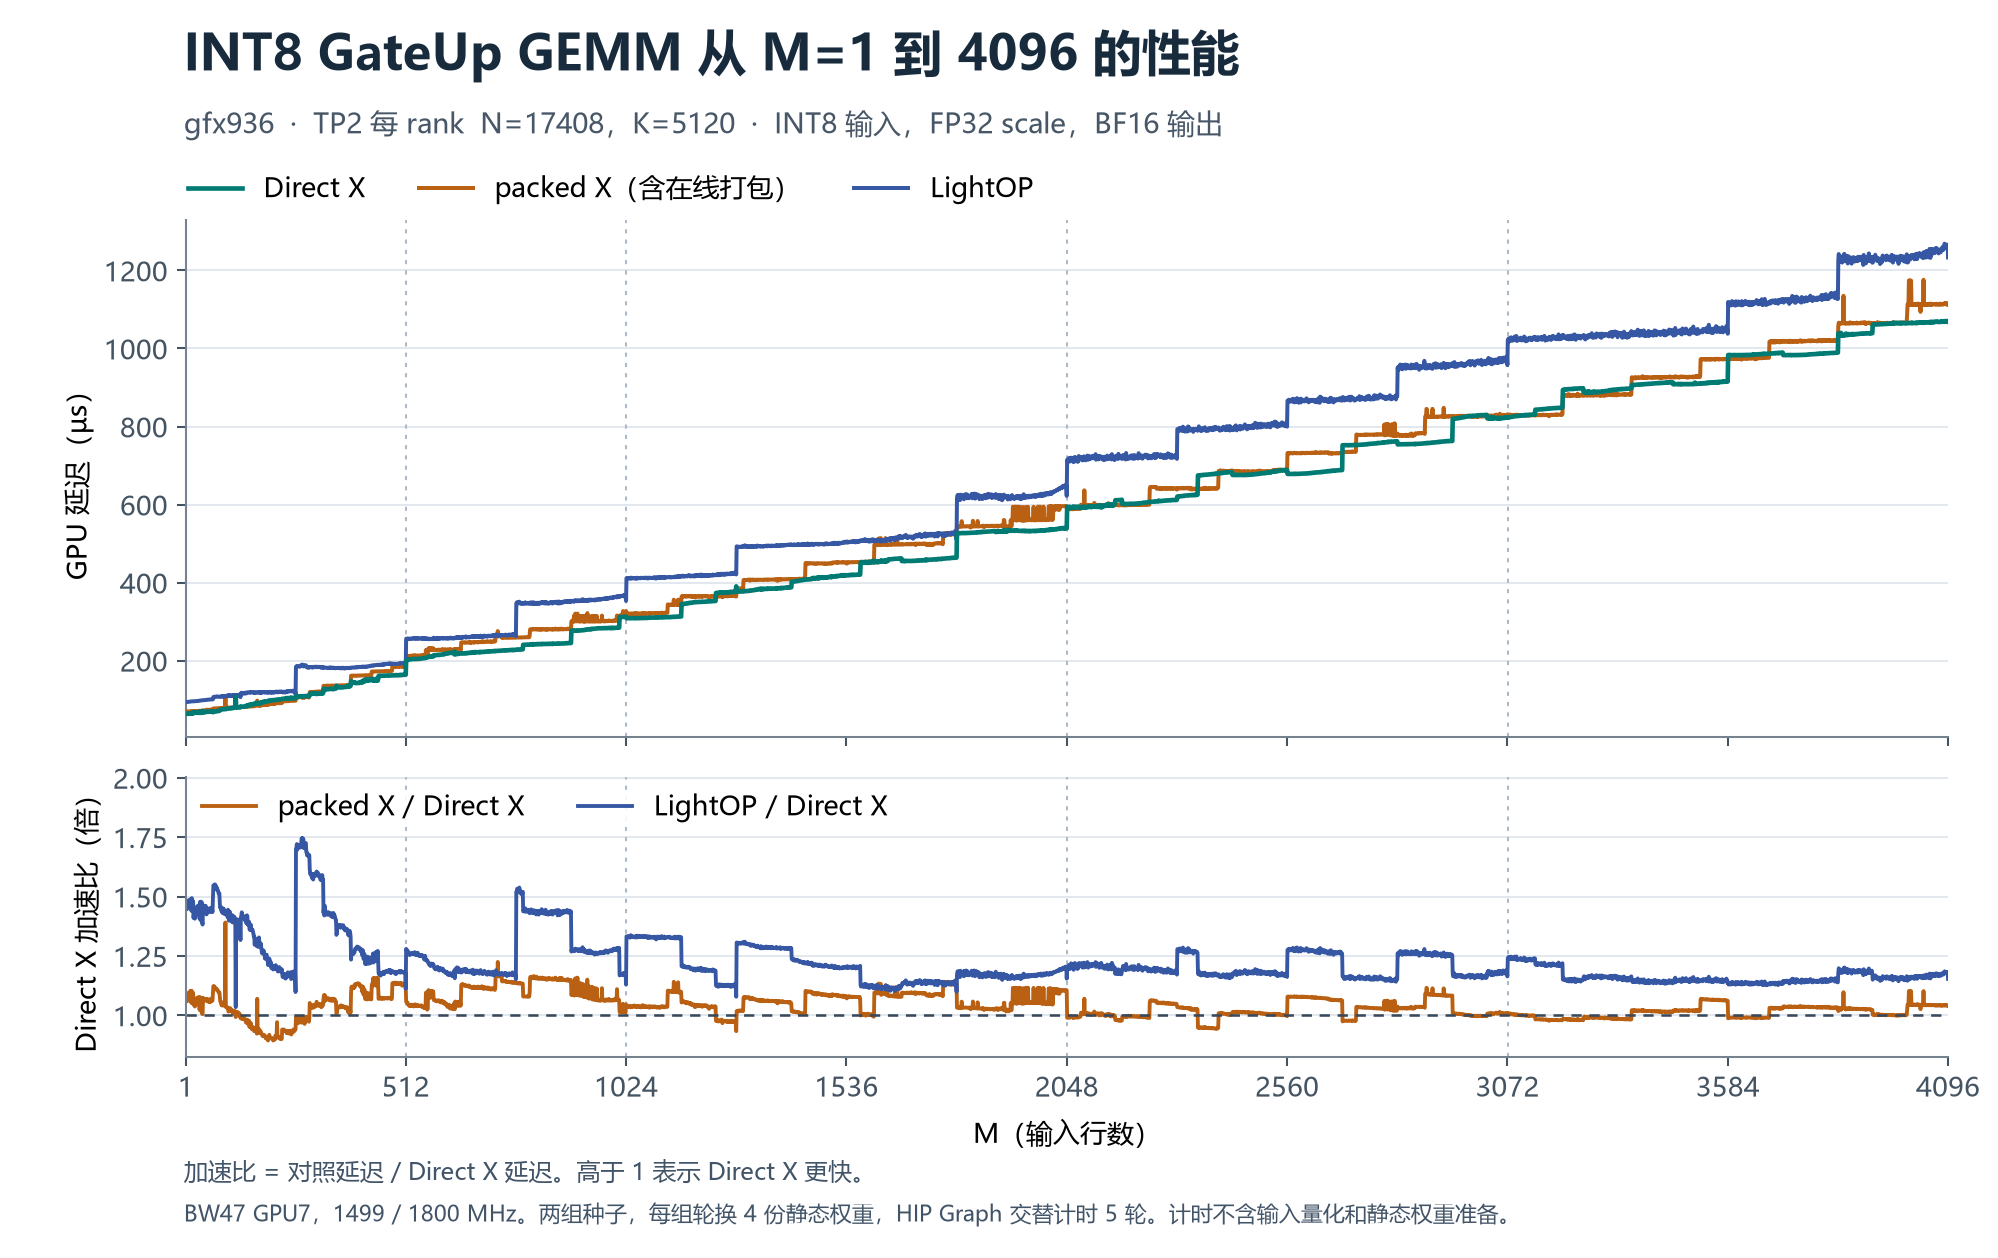 INT8 GateUp GEMM 从 M=1 到 4096 的性能
gfx936 · TP2 每 rank N=17408，K=5120 · INT8 输入，FP32 scale，BF16 输出
Direct X packed X（含在线打包） LightOP
GPU 延迟（μs）
1200
1000
800
600
400
200
packed X / Direct X LightOP / Direct X
Direct X 加速比（倍）
2.00
1.75
1.50
1.25
1.00
1 512 1024 1536 2048 2560 3072 3584 4096
M（输入行数）
加速比 = 对照延迟 / Direct X 延迟。高于 1 表示 Direct X 更快。
BW47 GPU7，1499 / 1800 MHz。两组种子，每组轮换 4 份静态权重，HIP Graph 交替计时 5 轮。计时不含输入量化和静态权重准备。